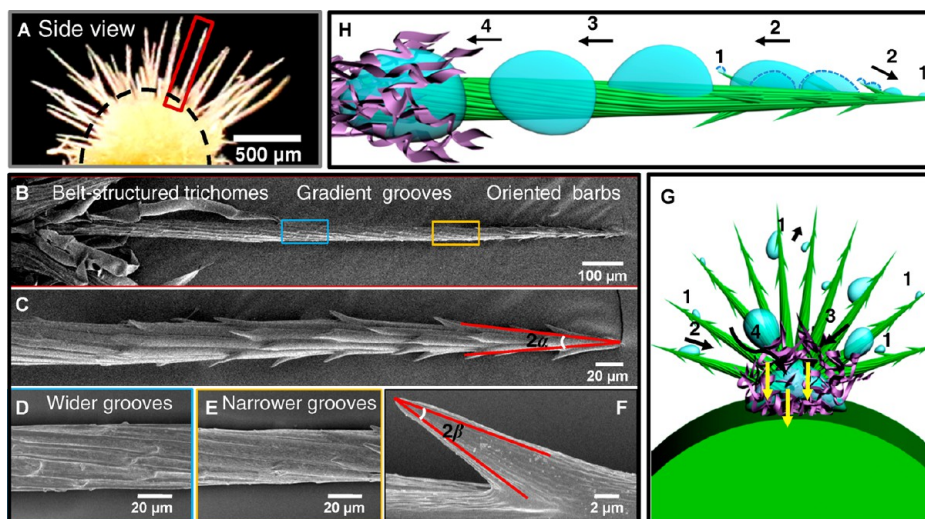 A Side view
500 µm
H
4
3
2
1
2
1
B
Belt-structured trichomes Gradient grooves Oriented barbs
100 µm
C
2α
20 µm
D Wider grooves
20 µm
E Narrower grooves
20 µm
F
2β
2 µm
G
1
1
1
2
4
3
1